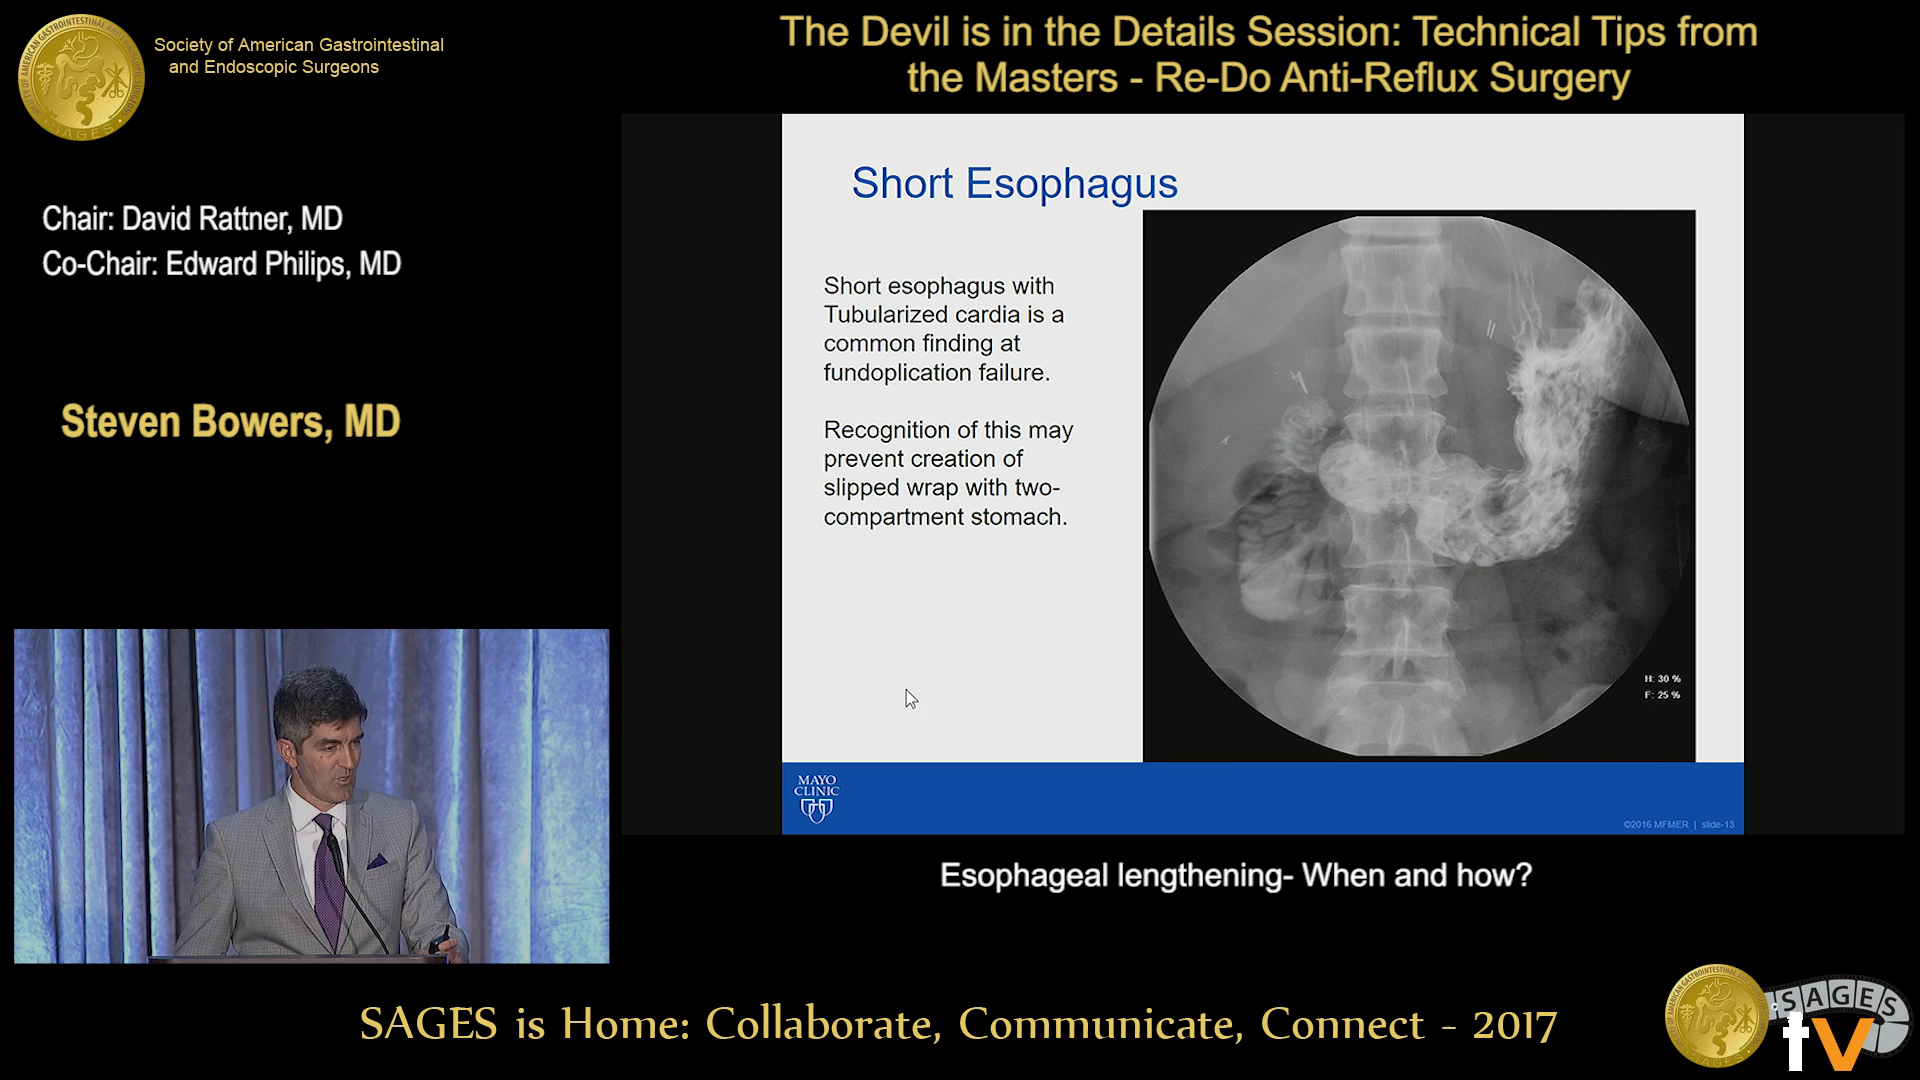 Society of American Gastrointestinal
and Endoscopic Surgeons
The Devil is in the Details Session: Technical Tips from
the Masters - Re-Do Anti-Reflux Surgery
Chair: David Rattner, MD
Co-Chair: Edward Philips, MD
Steven Bowers, MD
Short Esophagus
Short esophagus with
Tubularized cardia is a
common finding at
fundoplication failure.
Recognition of this may
prevent creation of
slipped wrap with two-
compartment stomach.
H: 30 %
F: 25 %
MAYO
CLINIC
©2016 MFMER | slide-13
Esophageal lengthening- When and how?
SAGES is Home: Collaborate, Communicate, Connect - 2017
SAGES
tv